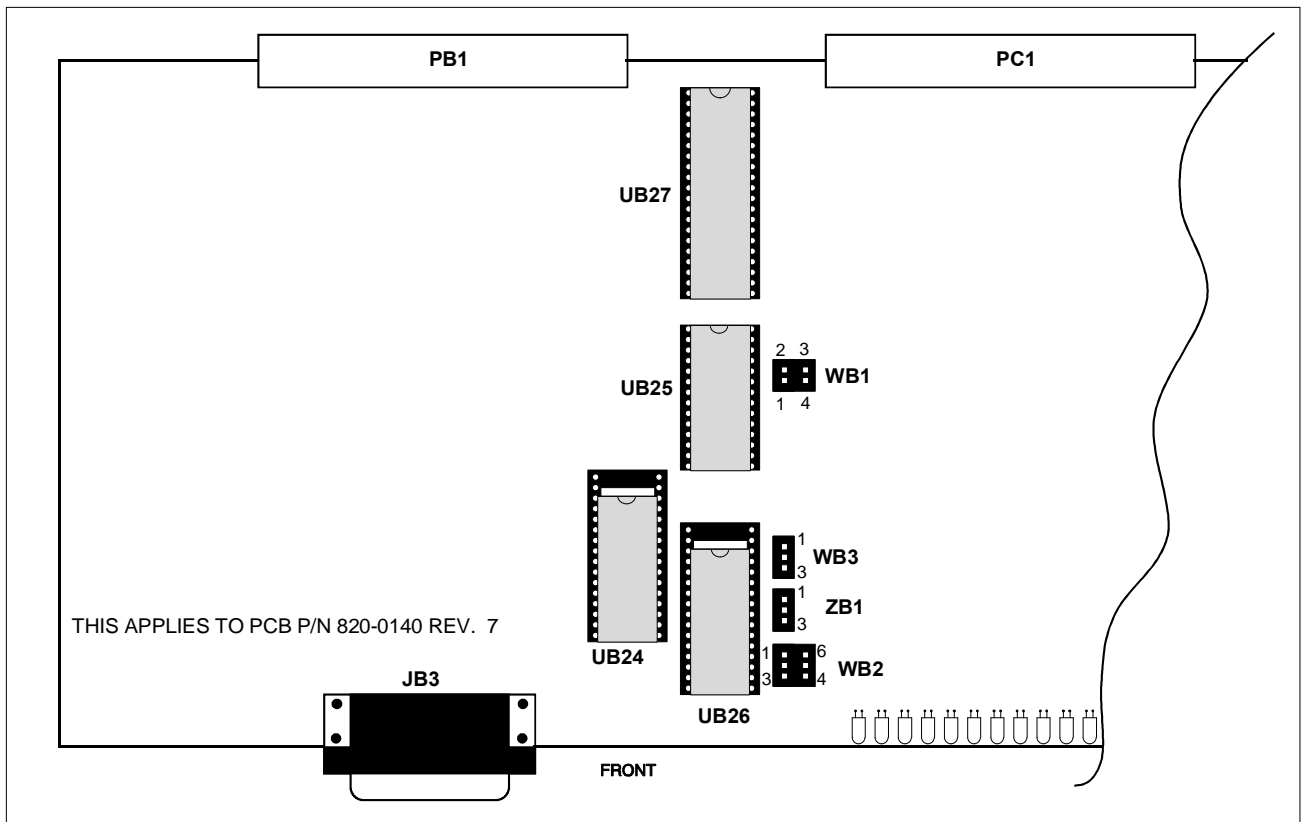 PB1
PC1
UB27
2 3
UB25
WB1
1 4
1
WB3
3
1
ZB1
3
THIS APPLIES TO PCB P/N 820-0140 REV. 7
UB24
1 6
WB2
3 4
JB3
UB26
FRONT